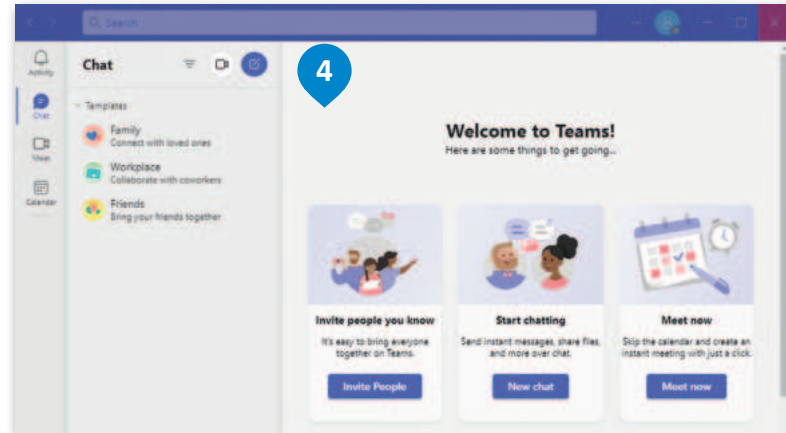 Search
Activity
Chat
Meet
Calendar
Chat
Templates
Family
Connect with loved ones
Workplace
Collaborate with coworkers
Friends
Bring your friends together
4
Welcome to Teams!
Here are some things to get going...
Invite people you know
It's easy to bring everyone
together on Teams.
Invite People
Start chatting
Send instant messages, share files,
and more over chat.
New chat
Meet now
Skip the calendar and create an
instant meeting with just a click.
Meet now